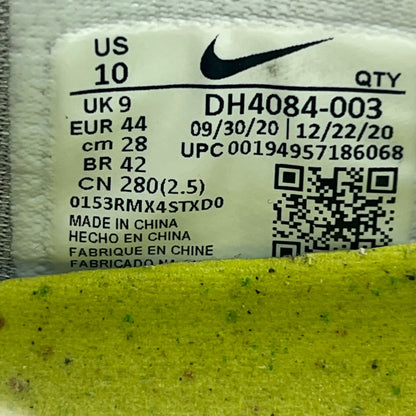 US
10
QTY
UK 9
DH4084-003
EUR 44
09/30/20 | 12/22/20
cm 28
UPC 00194957186068
BR 42
CN 280(2.5)
0153RMX4STXD0
MADE IN CHINA
HECHO EN CHINA
FABRIQUE EN CHINE
FABRICADO